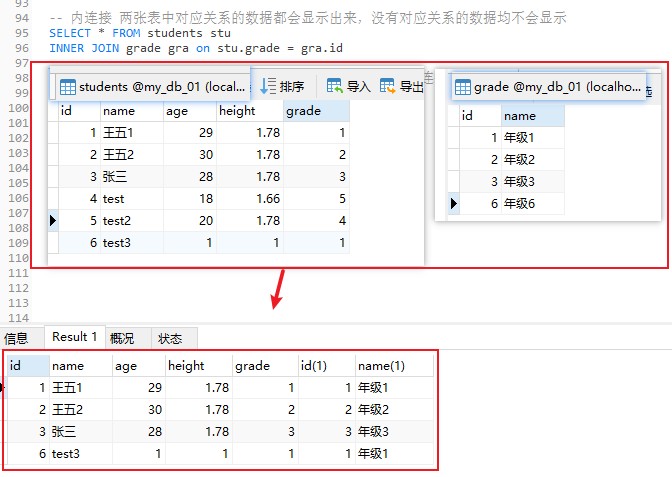 93
94 -- 内连接 两张表中对应关系的数据都会显示出来，没有对应关系的数据均不会显示
95 SELECT * FROM students stu
96 INNER JOIN grade gra on stu.grade = gra.id
97
98
99
100
101
102
103
104
105
106
107
108
109
110
111
112
113
114
students @my_db_01 (local... 排序 导入 导出
id name age height grade
1 王五1 29 1.78 1
2 王五2 30 1.78 2
3 张三 28 1.78 3
4 test 18 1.66 5
5 test2 20 1.78 4
6 test3 1 1 1
grade @my_db_01 (localho...
id name
1 年级1
2 年级2
3 年级3
6 年级6
信息 Result 1 概况 状态
id name age height grade id(1) name(1)
1 王五1 29 1.78 1 1 年级1
2 王五2 30 1.78 2 2 年级2
3 张三 28 1.78 3 3 年级3
6 test3 1 1 1 1 年级1